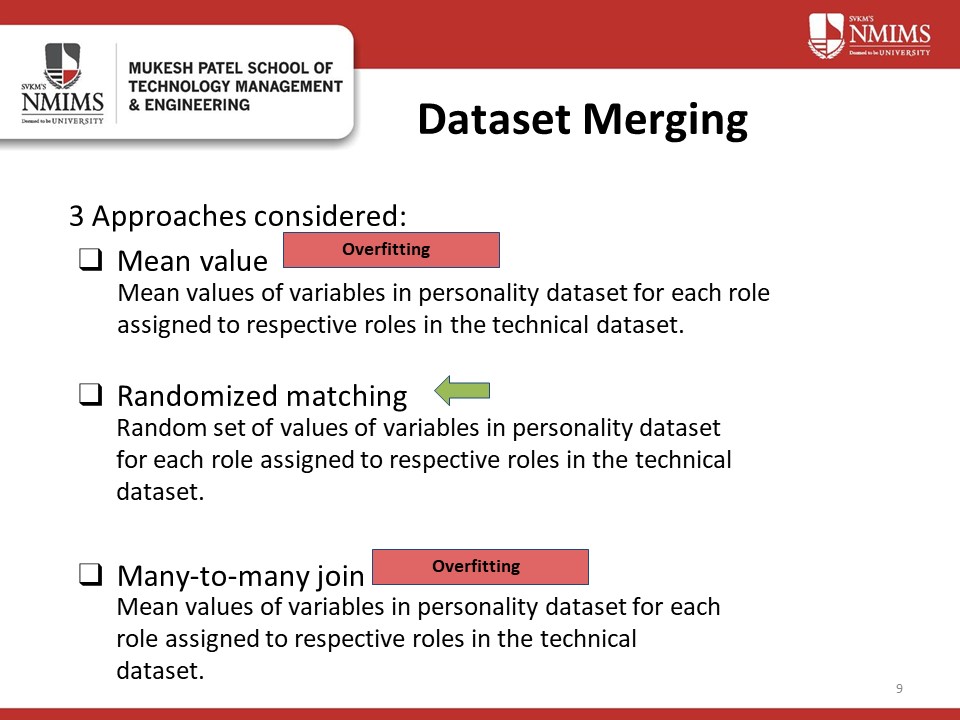 SVKM'S
NMIMS
Deemed to be UNIVERSITY
SVKM'S
NMIMS
Deemed to be UNIVERSITY
MUKESH PATEL SCHOOL OF
TECHNOLOGY MANAGEMENT
& ENGINEERING
Dataset Merging
3 Approaches considered:
❑ Mean value
Overfitting
Mean values of variables in personality dataset for each role
assigned to respective roles in the technical dataset.
❑ Randomized matching
Random set of values of variables in personality dataset
for each role assigned to respective roles in the technical
dataset.
❑ Many-to-many join
Overfitting
Mean values of variables in personality dataset for each
role assigned to respective roles in the technical
dataset.
9